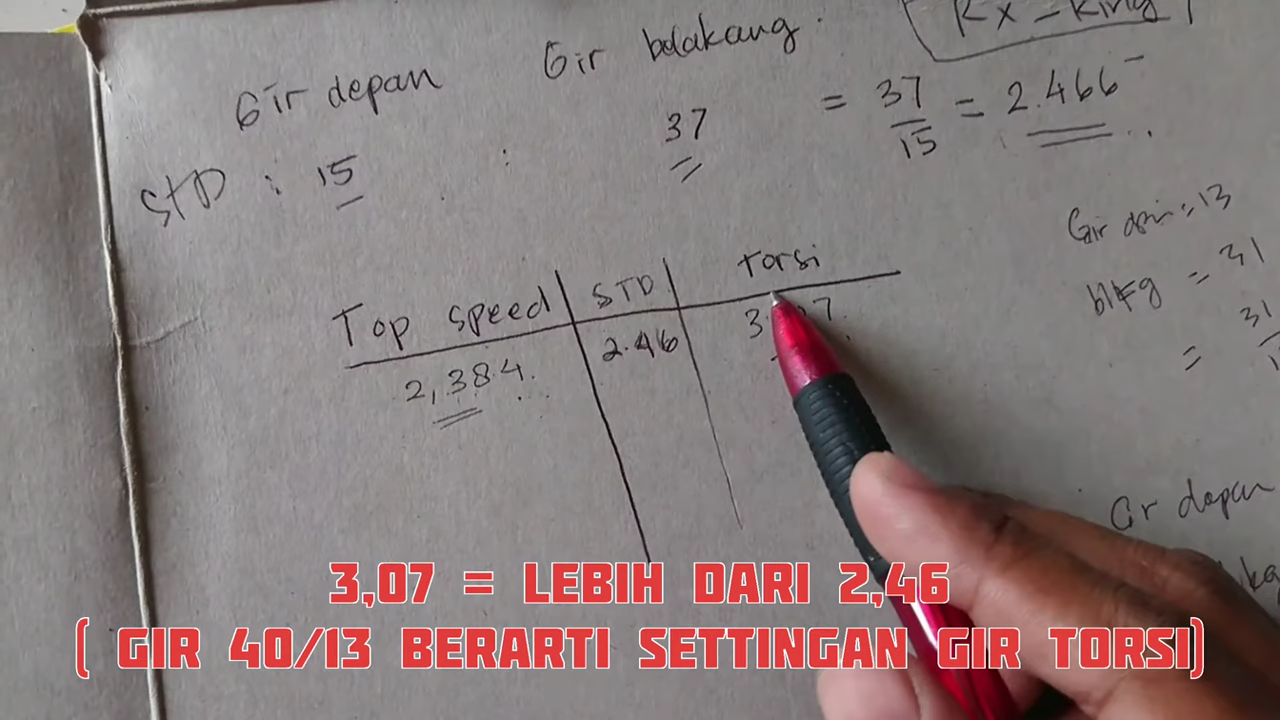 Rx - King
Gir depan Gir belakang.
STD : 15 : 37 = 37/15 = 2.466
Top speed STD torsi
2,384. 2.46
Gir = 13
blkg = 31
= 31
Gir depan
3,07 = LEBIH DARI 2,46
( GIR 40/13 BERARTI SETTINGAN GIR TORSI)